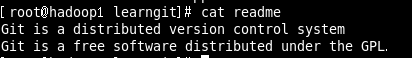 [root@hadoop1 learngit]# cat readme
Git is a distributed version control system
Git is a free software distributed under the GPL.